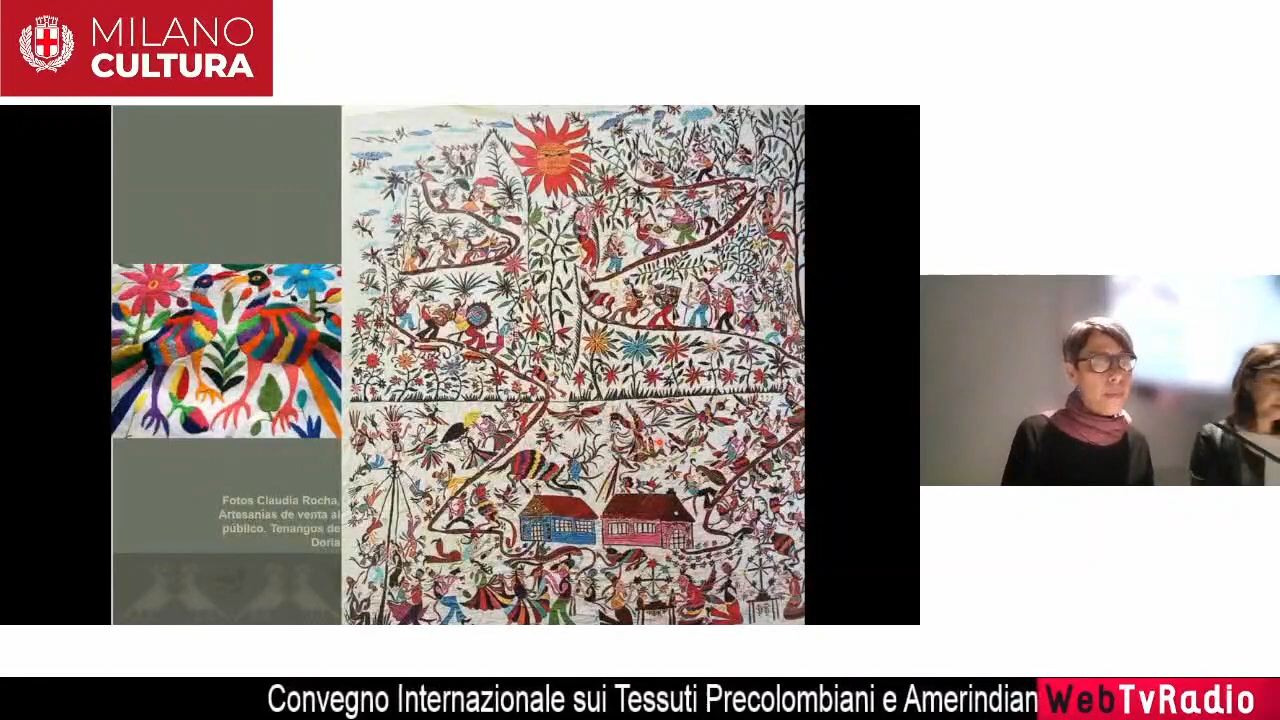 MILANO
CULTURA
Fotos Claudia Rocha
Artesanias de venta al
público. Tenangos de
Doria
Convegno Internazionale sui Tessuti Precolombiani e Amerindian
WebTvRadio